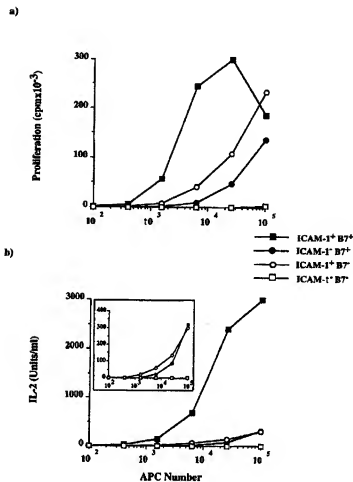 a)
Proliferation (cpmx10⁻³)
300
200
100
0
10² 10³ 10⁴ 10⁵
ICAM-1⁺ B7⁺
ICAM-1⁻ B7⁺
ICAM-1⁺ B7⁻
ICAM-1⁻ B7⁻
b)
IL-2 (Units/ml)
3000
2000
1000
0
400
300
200
100
0
10² 10³ 10⁴ 10⁵
10² 10³ 10⁴ 10⁵
APC Number